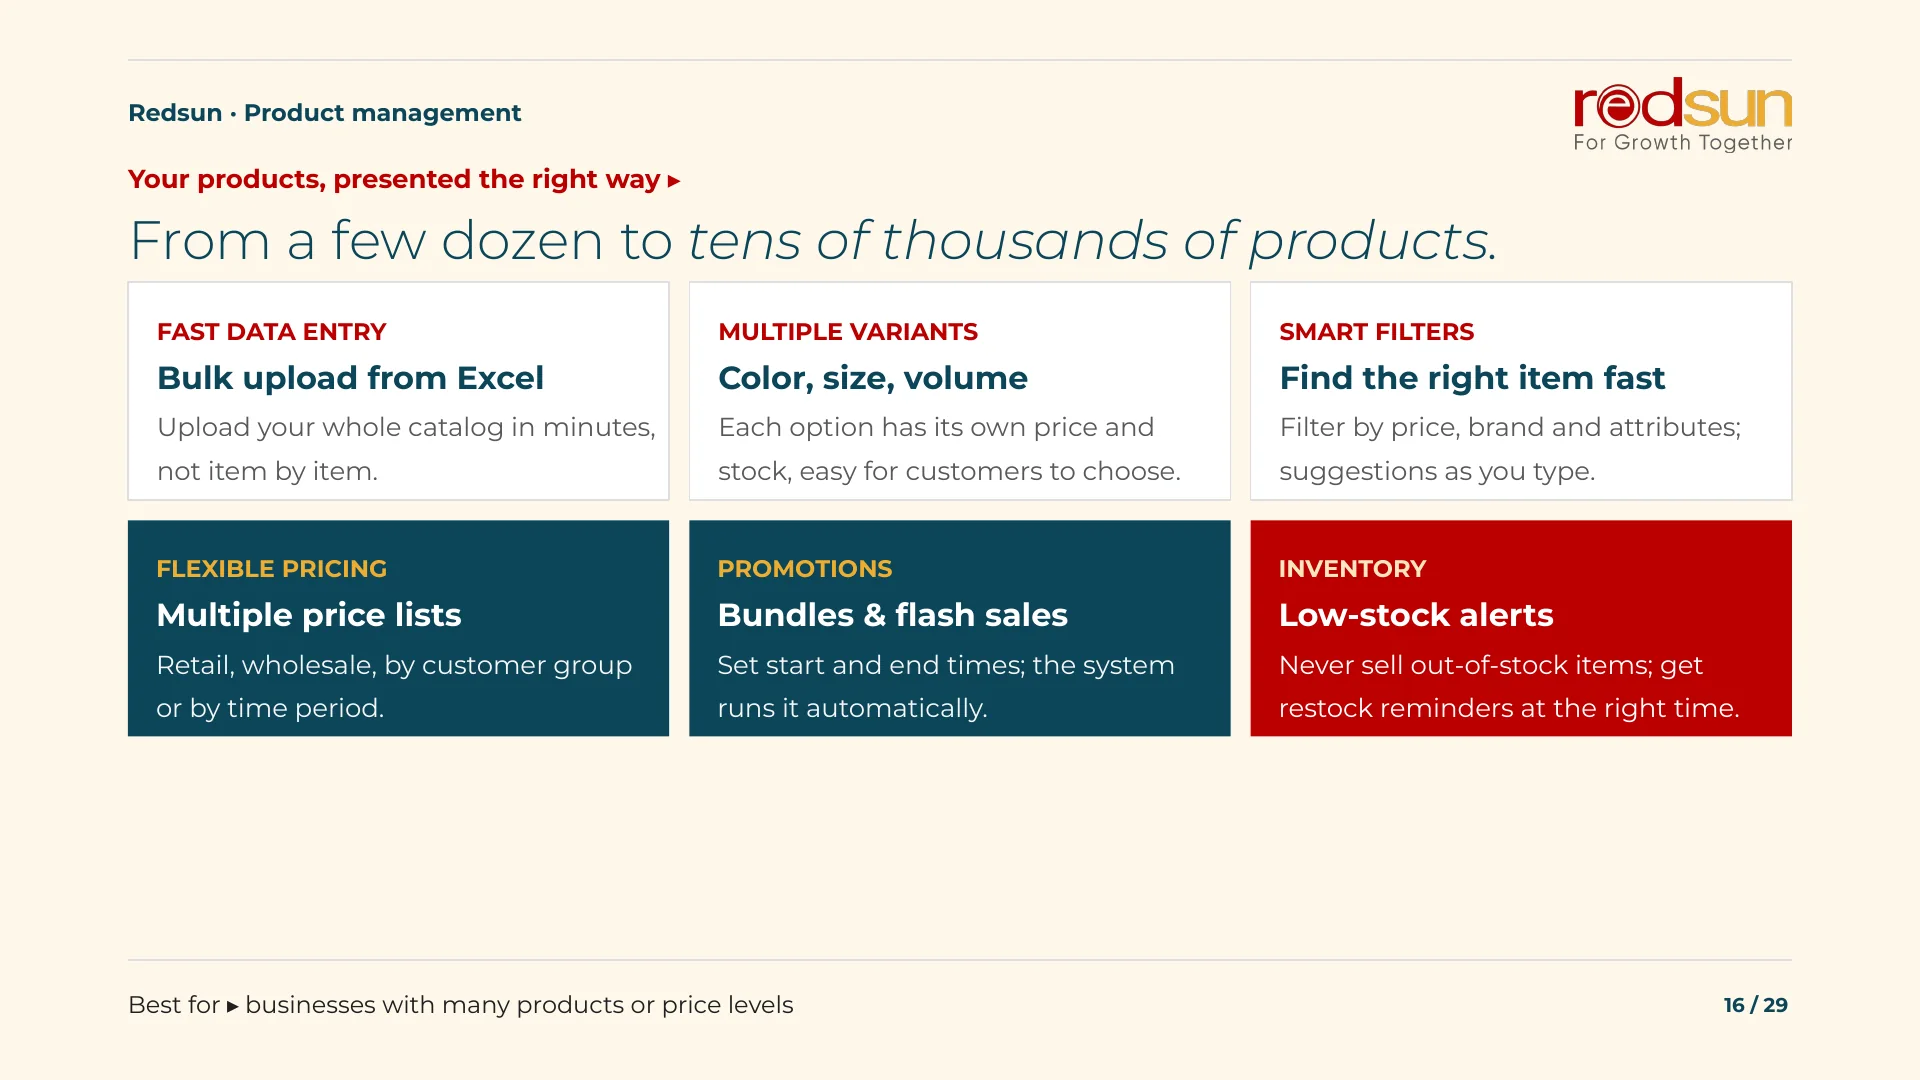 Redsun · Product management
redsun
For Growth Together
Your products, presented the right way ▸
From a few dozen to tens of thousands of products.
FAST DATA ENTRY
Bulk upload from Excel
Upload your whole catalog in minutes,
not item by item.
MULTIPLE VARIANTS
Color, size, volume
Each option has its own price and
stock, easy for customers to choose.
SMART FILTERS
Find the right item fast
Filter by price, brand and attributes;
suggestions as you type.
FLEXIBLE PRICING
Multiple price lists
Retail, wholesale, by customer group
or by time period.
PROMOTIONS
Bundles & flash sales
Set start and end times; the system
runs it automatically.
INVENTORY
Low-stock alerts
Never sell out-of-stock items; get
restock reminders at the right time.
Best for ▸ businesses with many products or price levels
16 / 29